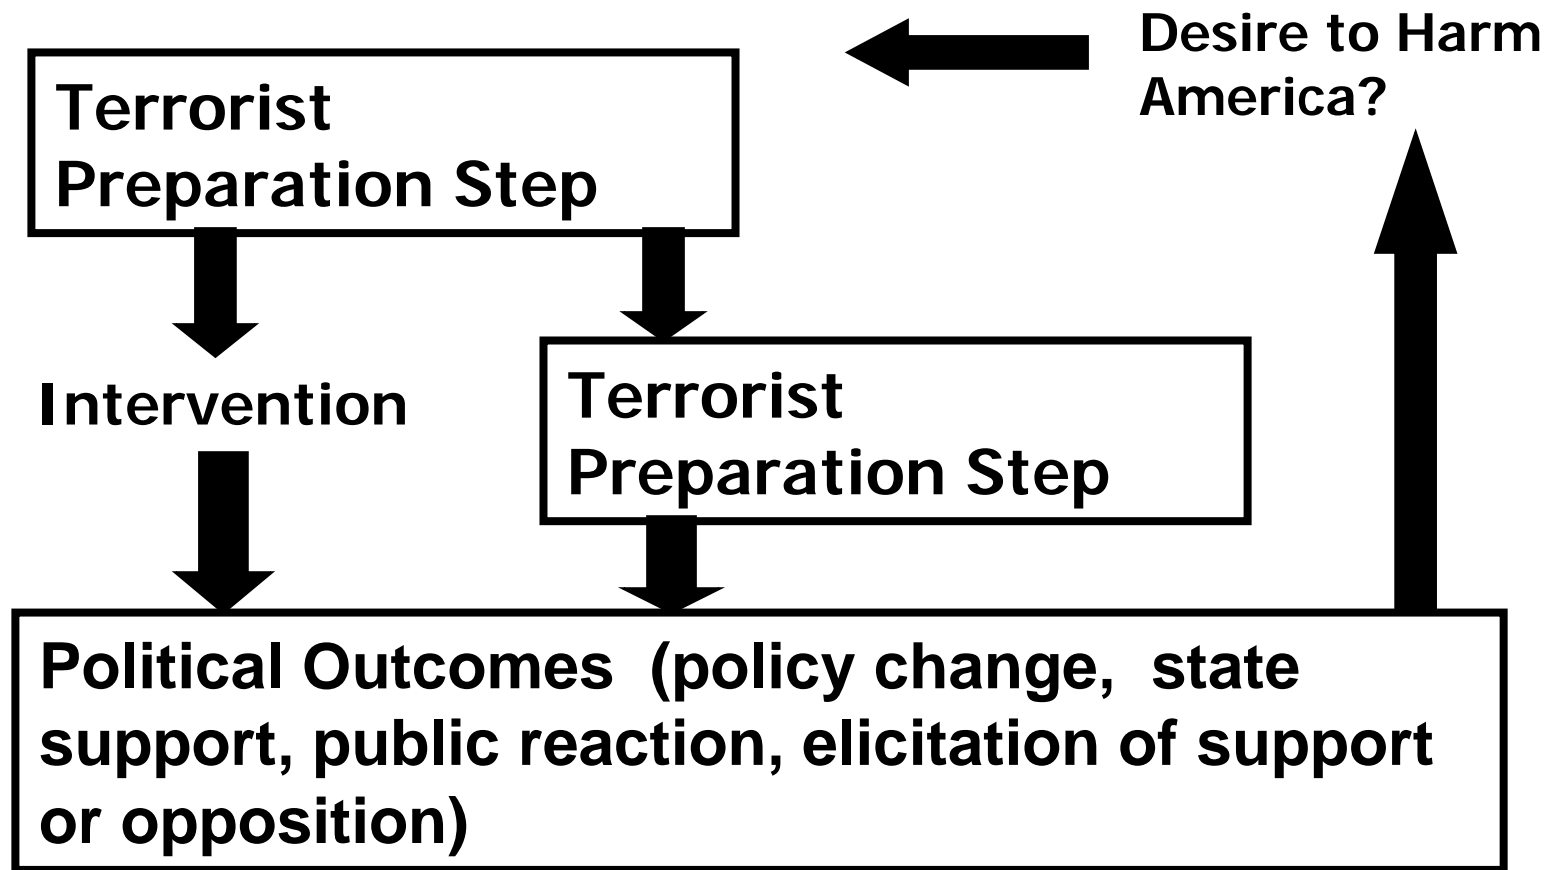 Desire to Harm
America?
Terrorist
Preparation Step
Intervention
Terrorist
Preparation Step
Political Outcomes (policy change, state
support, public reaction, elicitation of support
or opposition)